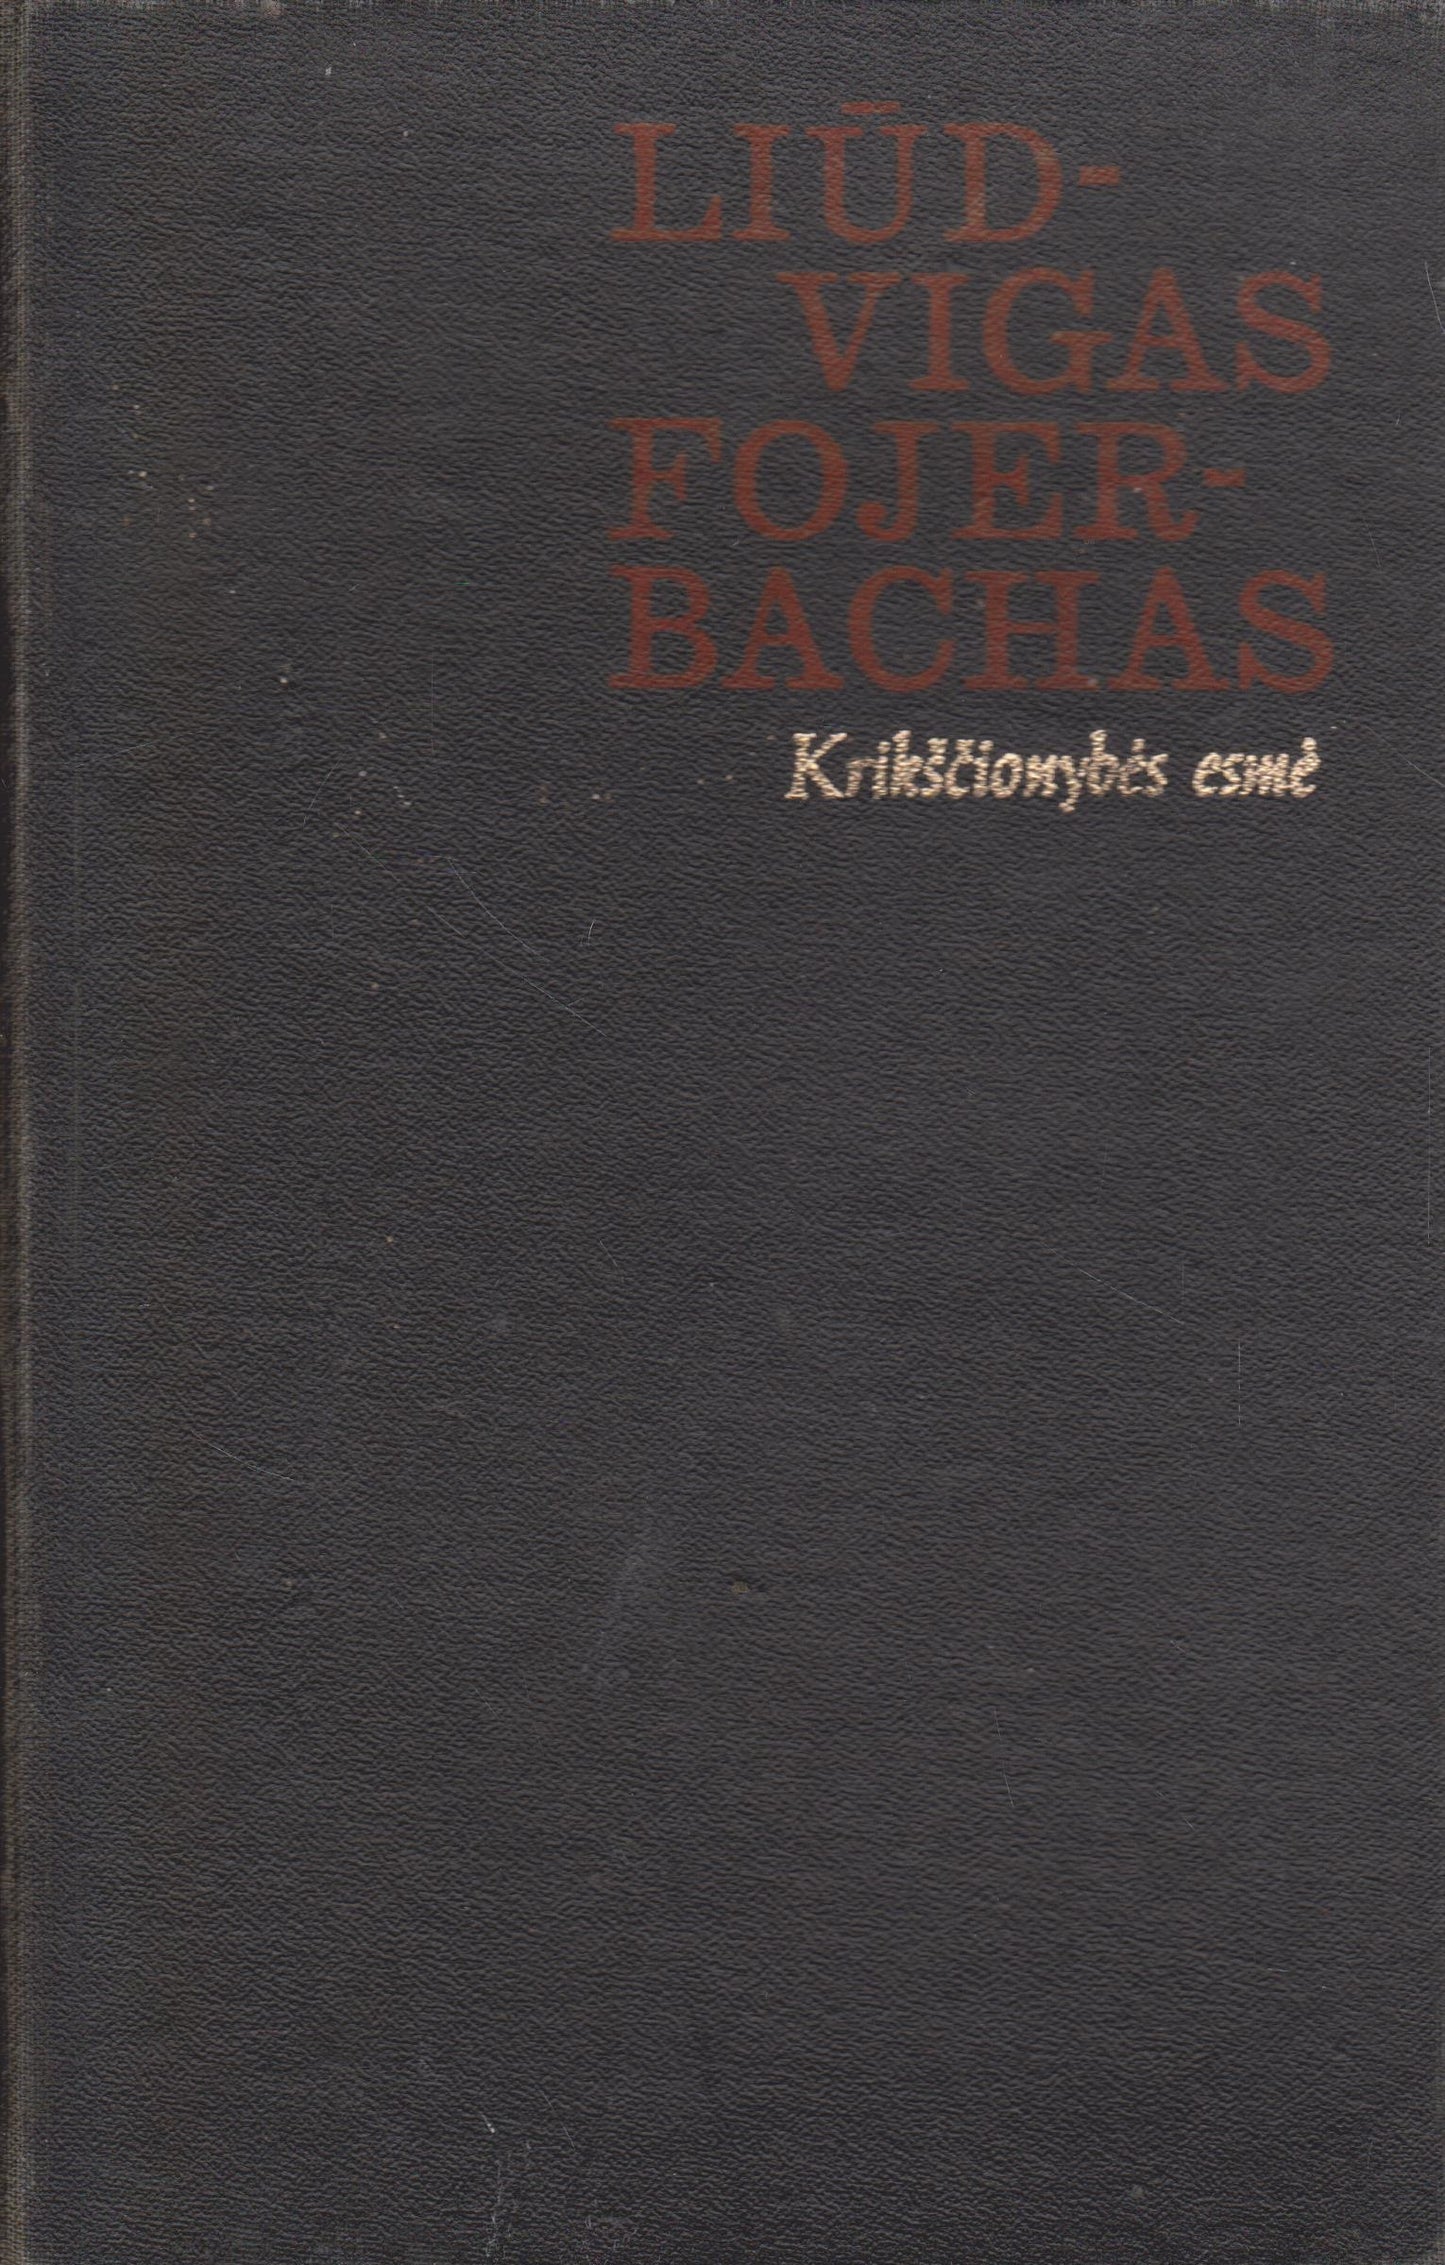 LIŪD-
VIGAS
FOJER-
BACHAS
Krikščionybės esmė